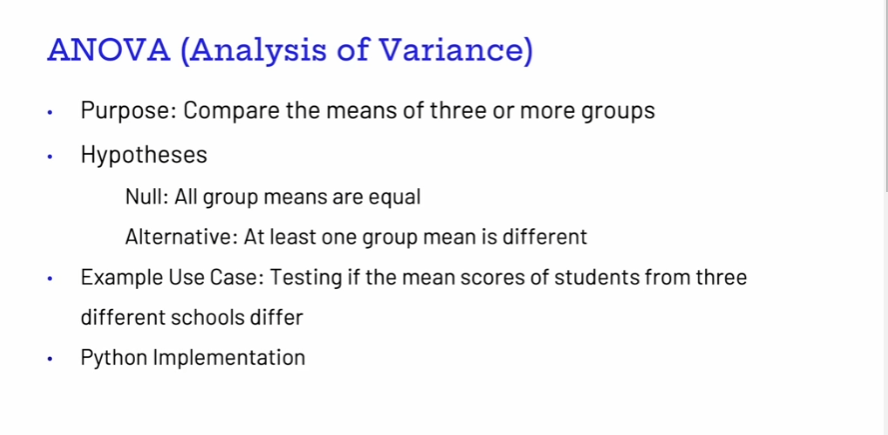 ANOVA (Analysis of Variance)
• Purpose: Compare the means of three or more groups
• Hypotheses
Null: All group means are equal
Alternative: At least one group mean is different
• Example Use Case: Testing if the mean scores of students from three
different schools differ
• Python Implementation